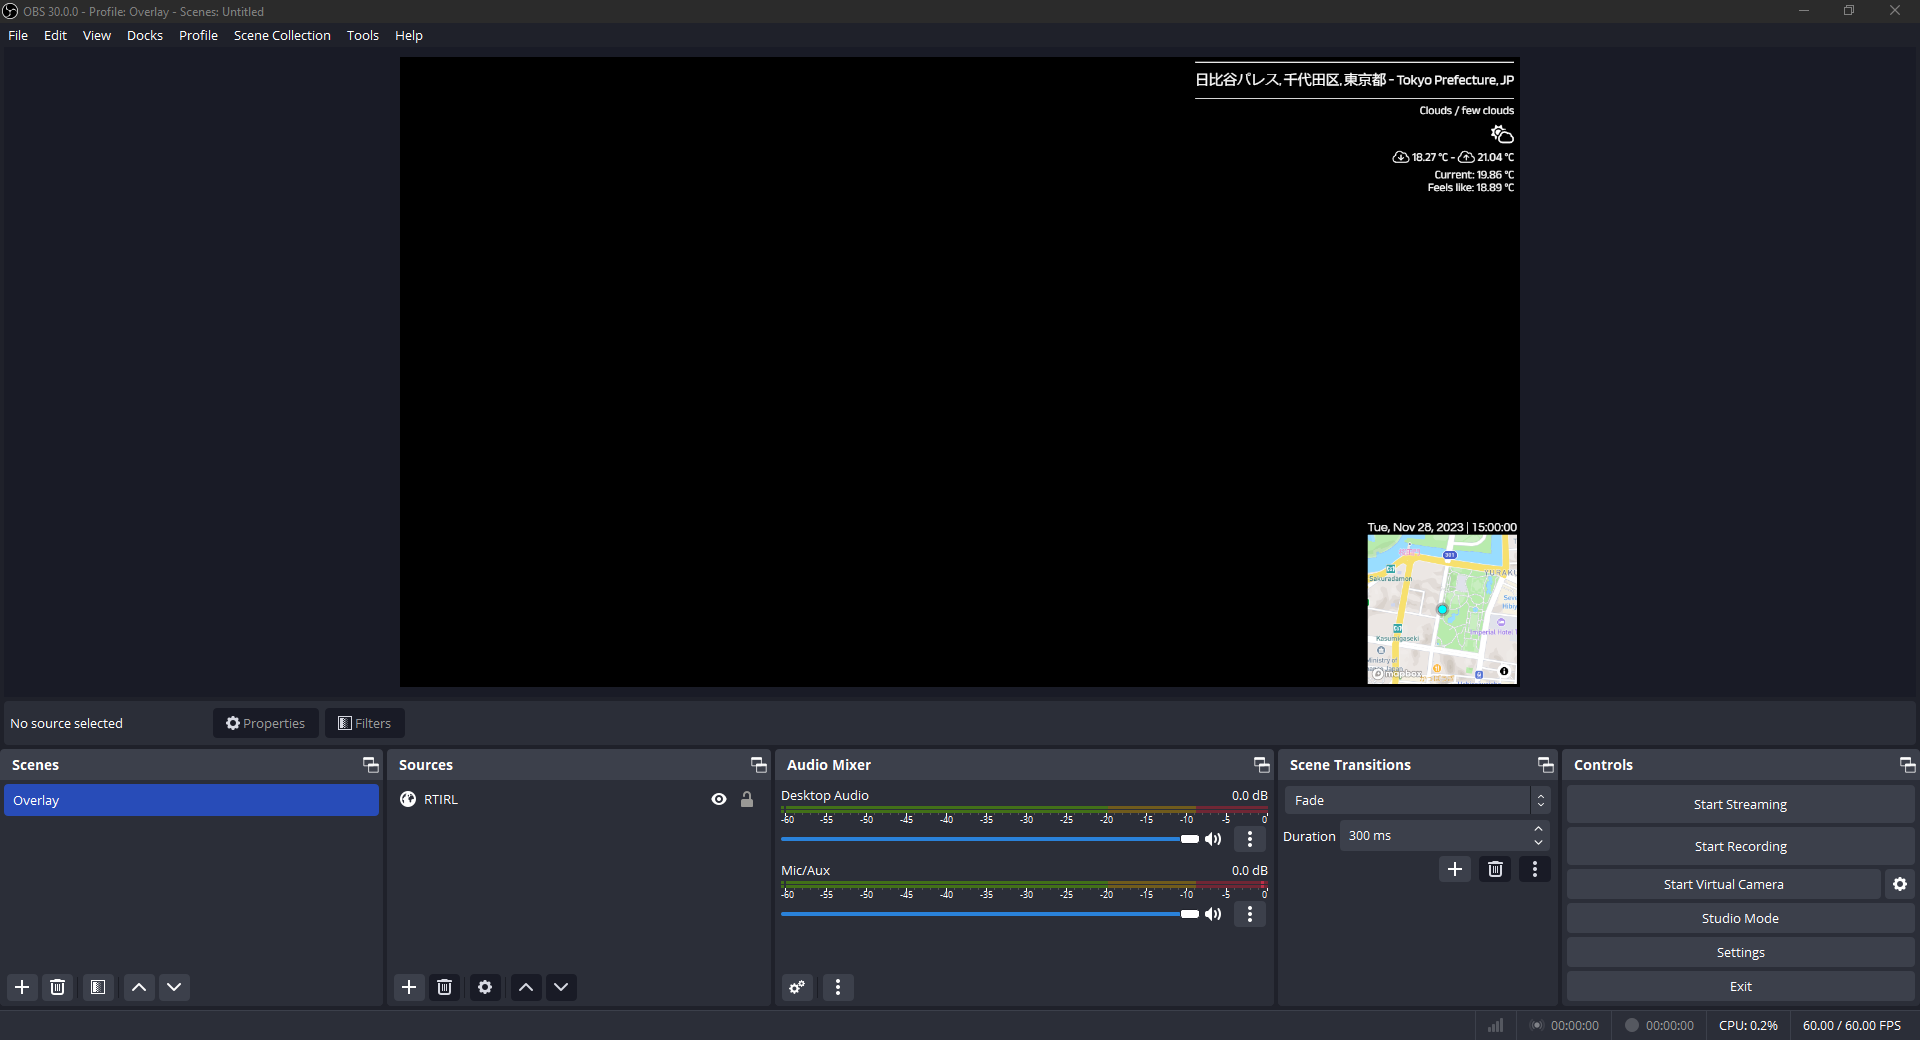 OBS 30.0.0 - Profile: Overlay - Scenes: Untitled
File Edit View Docks Profile Scene Collection Tools Help
日比谷パレス, 千代田区, 東京都 - Tokyo Prefecture, JP
Clouds / few clouds
18.27 °C - 21.04 °C
Current: 19.86 °C
Feels like: 18.89 °C
Tue, Nov 28, 2023 | 15:00:00
301
YURAKU
Sakuradamon
Imperial Hotel
Kasumigaseki
Ministry of
mapbox
No source selected
Properties
Filters
Scenes
Overlay
Sources
RTIRL
Audio Mixer
Desktop Audio 0.0 dB
-60 -55 -50 -45 -40 -35 -30 -25 -20 -15 -10 -5 0
Mic/Aux 0.0 dB
-60 -55 -50 -45 -40 -35 -30 -25 -20 -15 -10 -5 0
Scene Transitions
Fade
Duration 300 ms
Controls
Start Streaming
Start Recording
Start Virtual Camera
Studio Mode
Settings
Exit
00:00:00 00:00:00 CPU: 0.2% 60.00 / 60.00 FPS